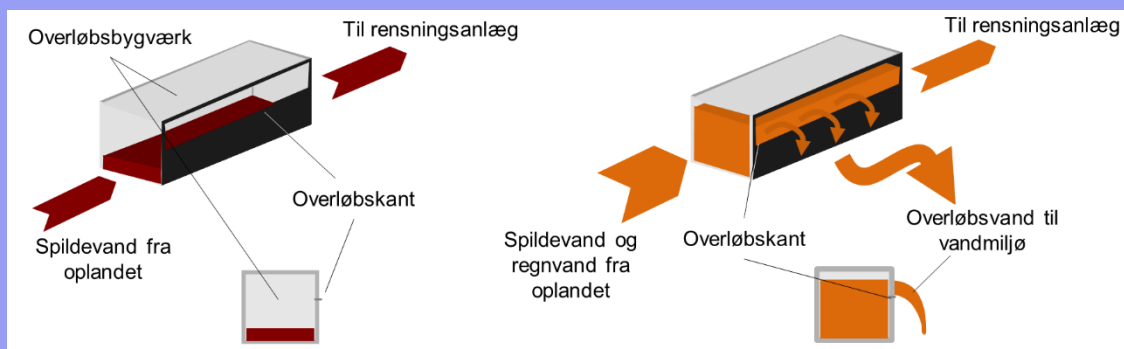 Overløbsbygværk
Til rensningsanlæg
Overløbskant
Spildevand fra
oplandet
Til rensningsanlæg
Spildevand og
regnvand fra
oplandet
Overløbskant
Overløbsvand til
vandmiljø